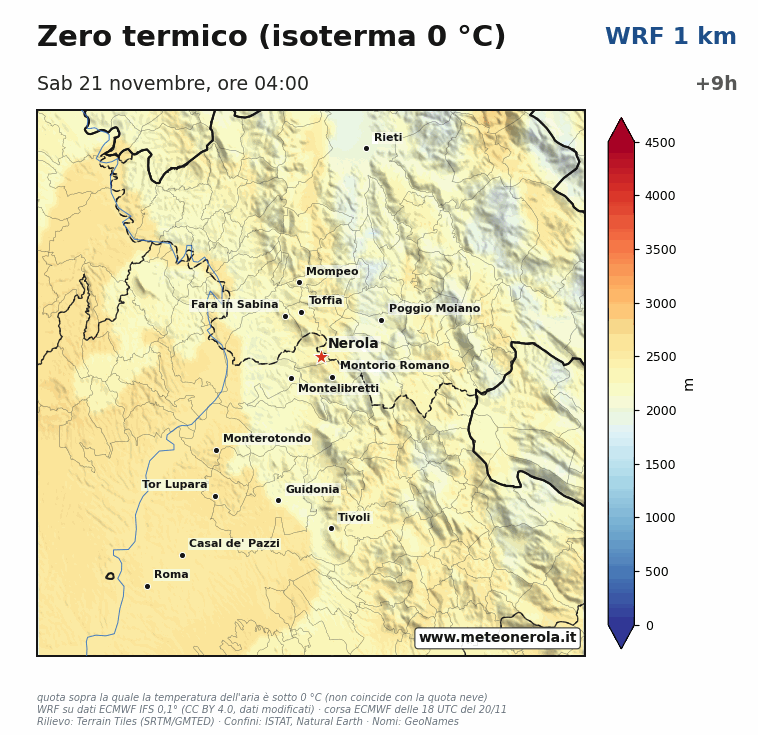 Zero termico (isoterma 0 °C)
WRF 1 km
Sab 21 novembre, ore 04:00
+9h
Rieti
Mompeo
Fara in Sabina
Toffia
Poggio Moiano
Nerola
Montorio Romano
Montelibretti
Monterotondo
Tor Lupara
Guidonia
Tivoli
Casal de' Pazzi
Roma
www.meteonerola.it
4500
4000
3500
3000
2500
2000
1500
1000
500
0
m
quota sopra la quale la temperatura dell'aria è sotto 0 °C (non coincide con la quota neve)
WRF su dati ECMWF IFS 0,1° (CC BY 4.0, dati modificati) · corsa ECMWF delle 18 UTC del 20/11
Rilievo: Terrain Tiles (SRTM/GMTED) · Confini: ISTAT, Natural Earth · Nomi: GeoNames